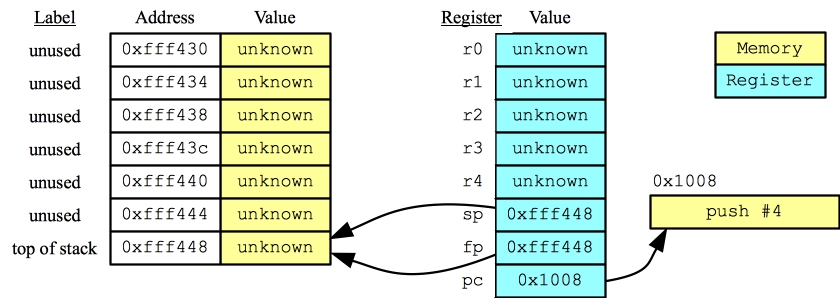 Label Address Value Register Value
unused 0xfff430 unknown r0 unknown
Memory
unused 0xfff434 unknown r1 unknown
Register
unused 0xfff438 unknown r2 unknown
unused 0xfff43c unknown r3 unknown
unused 0xfff440 unknown r4 unknown
0x1008
unused 0xfff444 unknown sp 0xfff448
push #4
top of stack 0xfff448 unknown fp 0xfff448
pc 0x1008